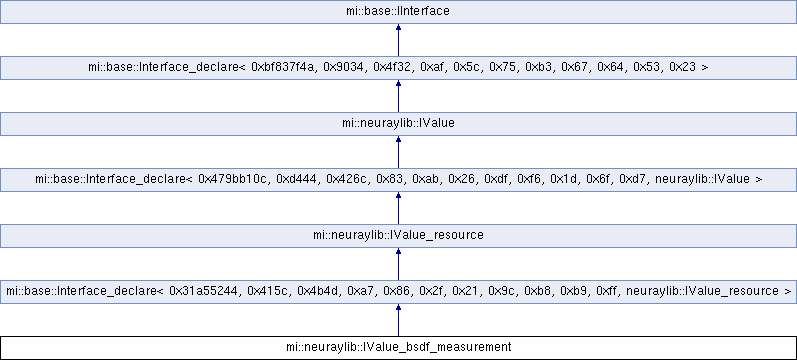 mi::base::IInterface
mi::base::Interface_declare< 0xbf837f4a, 0x9034, 0x4f32, 0xaf, 0x5c, 0x75, 0xb3, 0x67, 0x64, 0x53, 0x23 >
mi::neuraylib::IValue
mi::base::Interface_declare< 0x479bb10c, 0xd444, 0x426c, 0x83, 0xab, 0x26, 0xdf, 0xf6, 0x1d, 0x6f, 0xd7, neuraylib::IValue >
mi::neuraylib::IValue_resource
mi::base::Interface_declare< 0x31a55244, 0x415c, 0x4b4d, 0xa7, 0x86, 0x2f, 0x21, 0x9c, 0xb8, 0xb9, 0xff, neuraylib::IValue_resource >
mi::neuraylib::IValue_bsdf_measurement